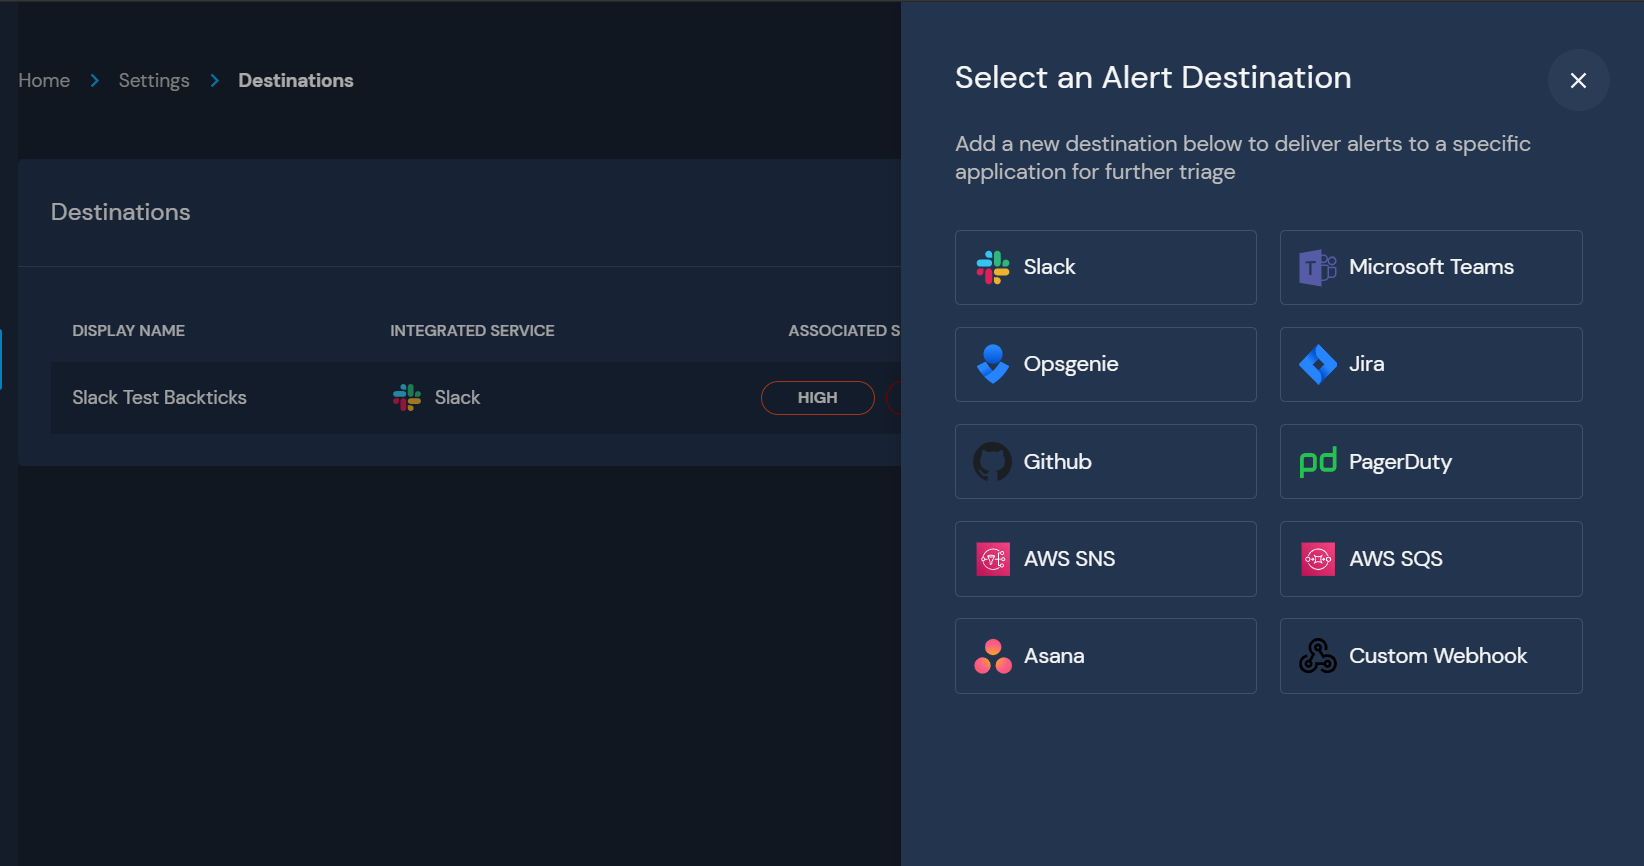 Home > Settings > Destinations
Destinations
DISPLAY NAME INTEGRATED SERVICE ASSOCIATED S
Slack Test Backticks Slack HIGH
Select an Alert Destination
Add a new destination below to deliver alerts to a specific
application for further triage
Slack
Microsoft Teams
Opsgenie
Jira
Github
PagerDuty
AWS SNS
AWS SQS
Asana
Custom Webhook